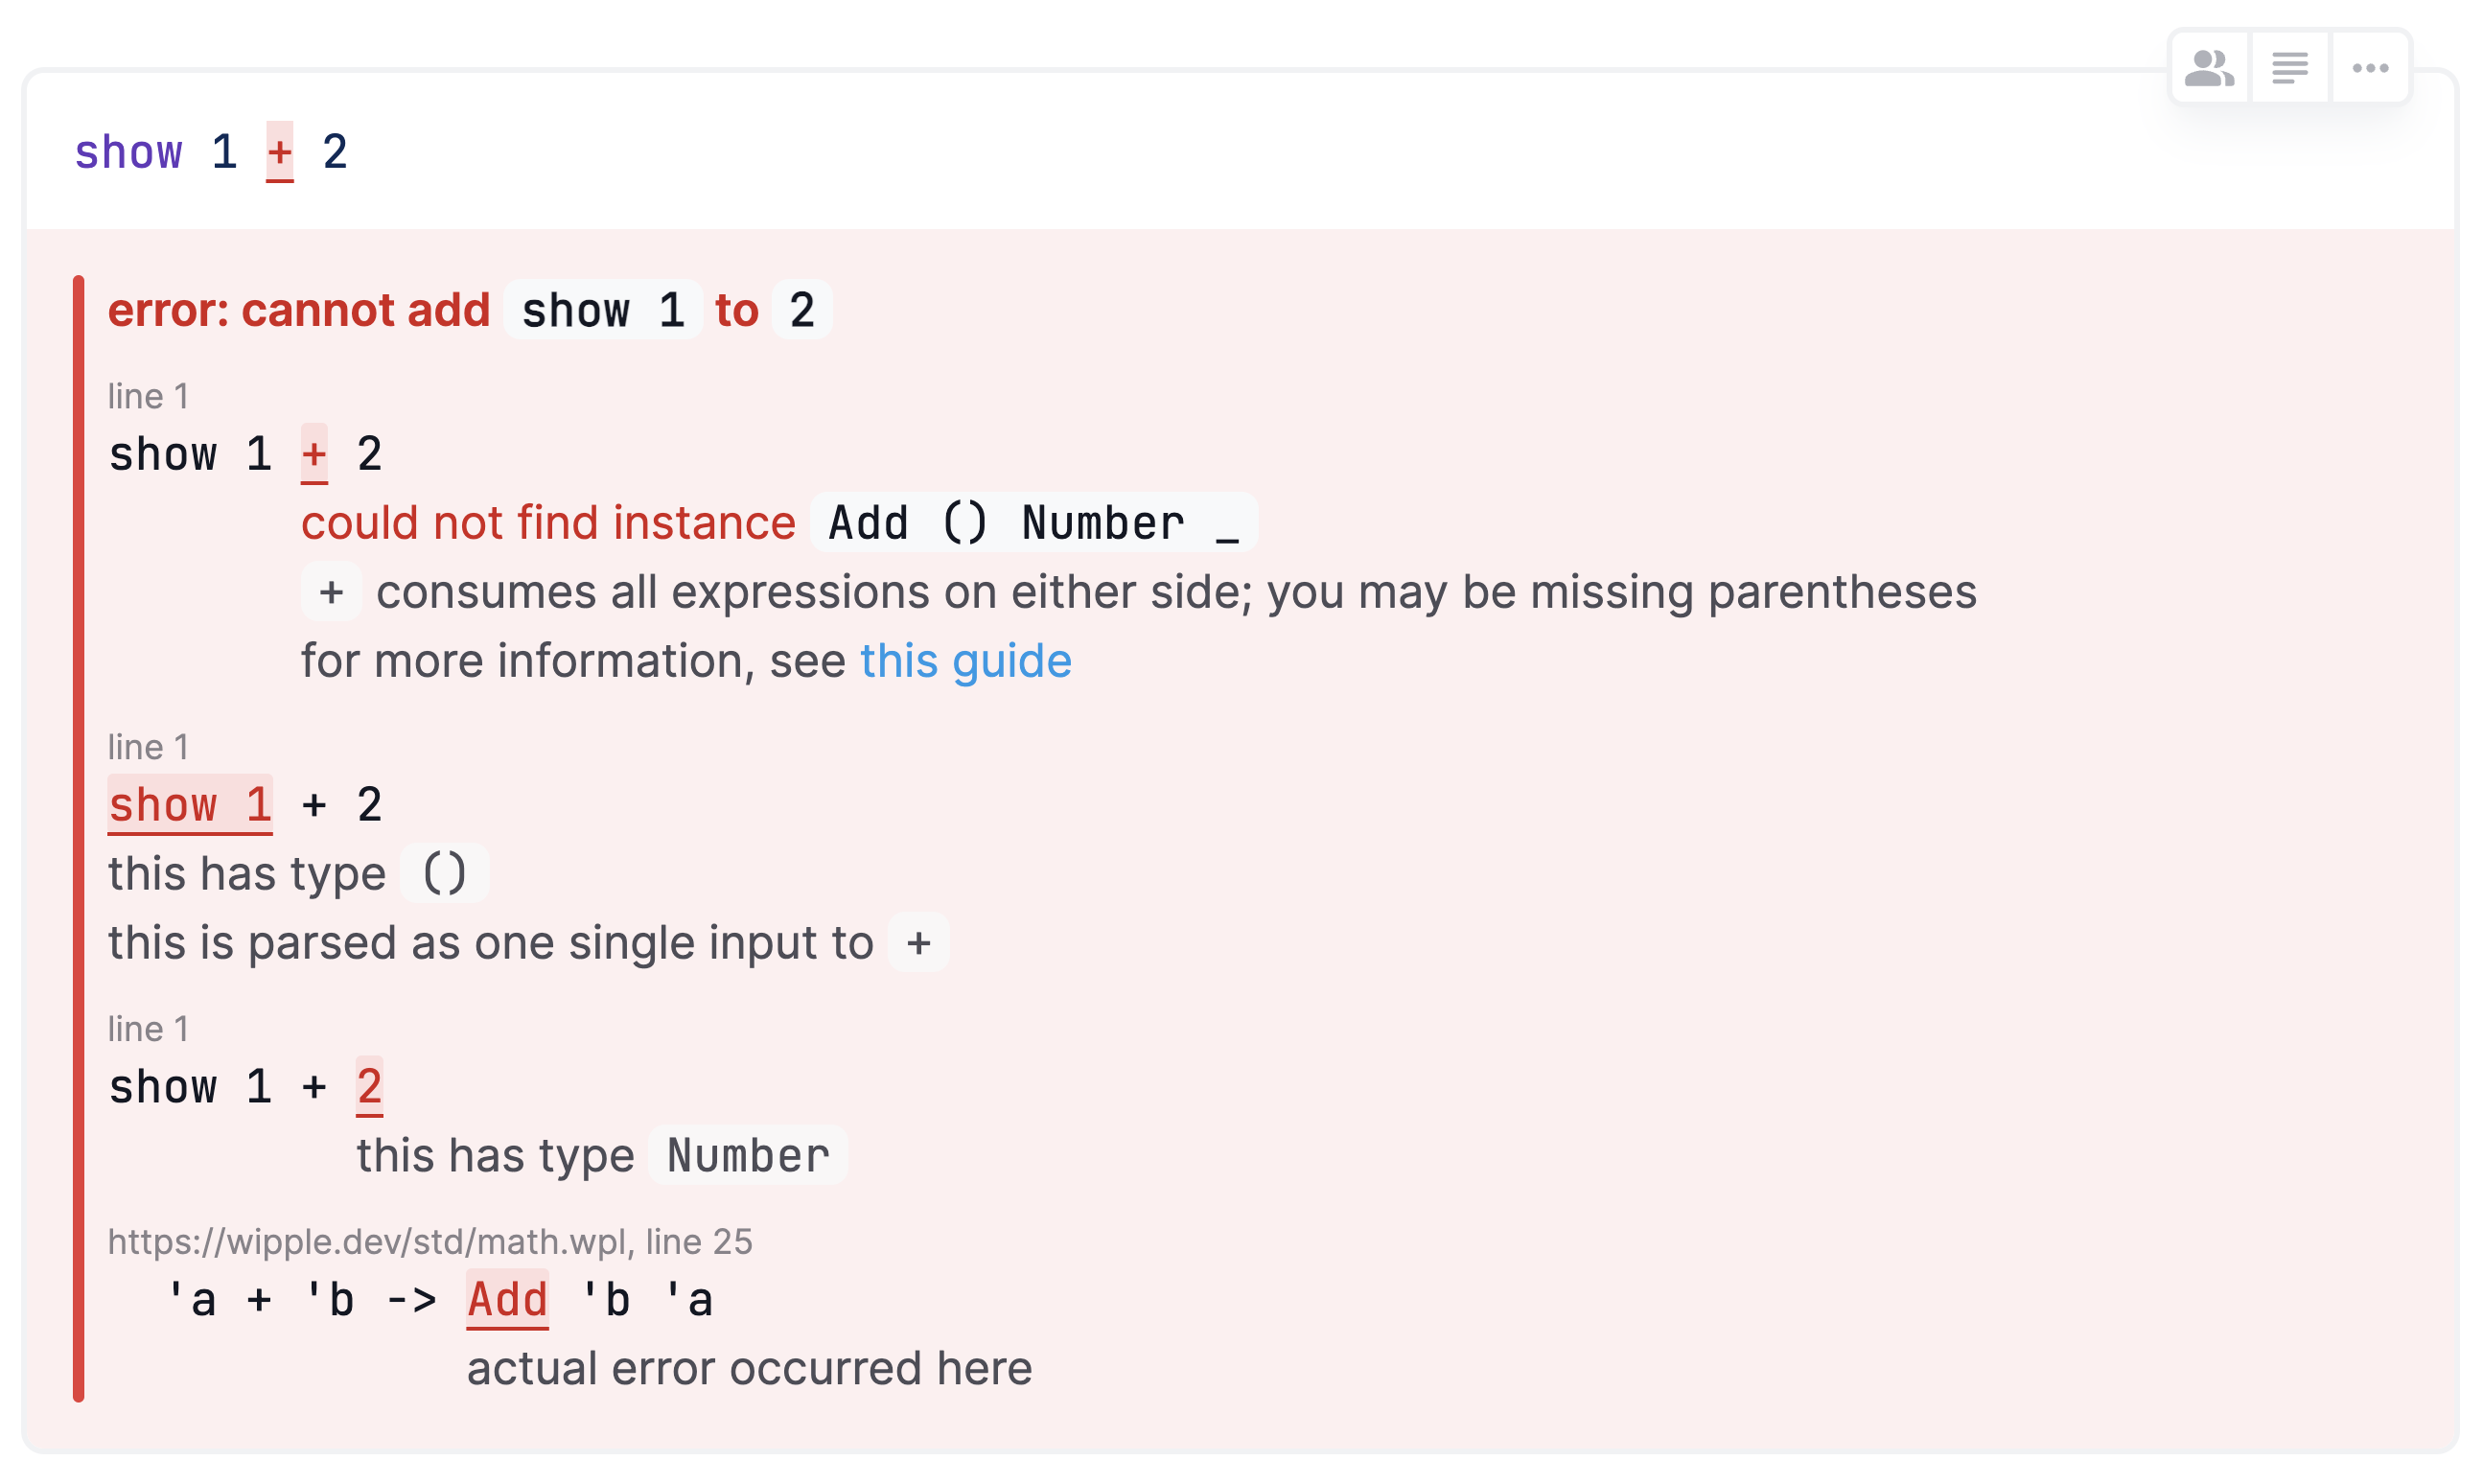 show 1 + 2
error: cannot add show 1 to 2
line 1
show 1 + 2
could not find instance Add () Number _
+ consumes all expressions on either side; you may be missing parentheses
for more information, see this guide
line 1
show 1 + 2
this has type ()
this is parsed as one single input to +
line 1
show 1 + 2
this has type Number
https://wipple.dev/std/math.wpl, line 25
'a + 'b -> Add 'b 'a
actual error occurred here